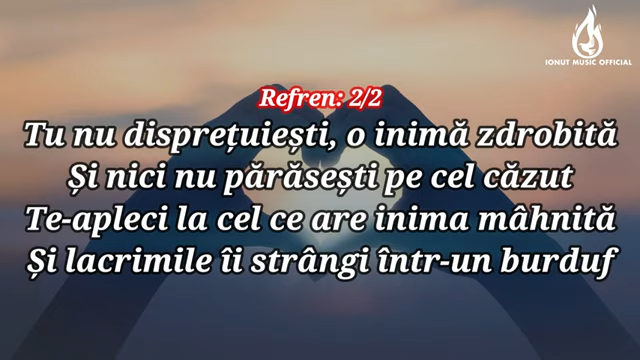 IONUT MUSIC OFFICIAL
Refren: 2/2
Tu nu disprețuiești, o inimă zdrobită
Și nici nu părăsești pe cel căzut
Te-apleci la cel ce are inima mâhnită
Și lacrimile îi strângi într-un burduf